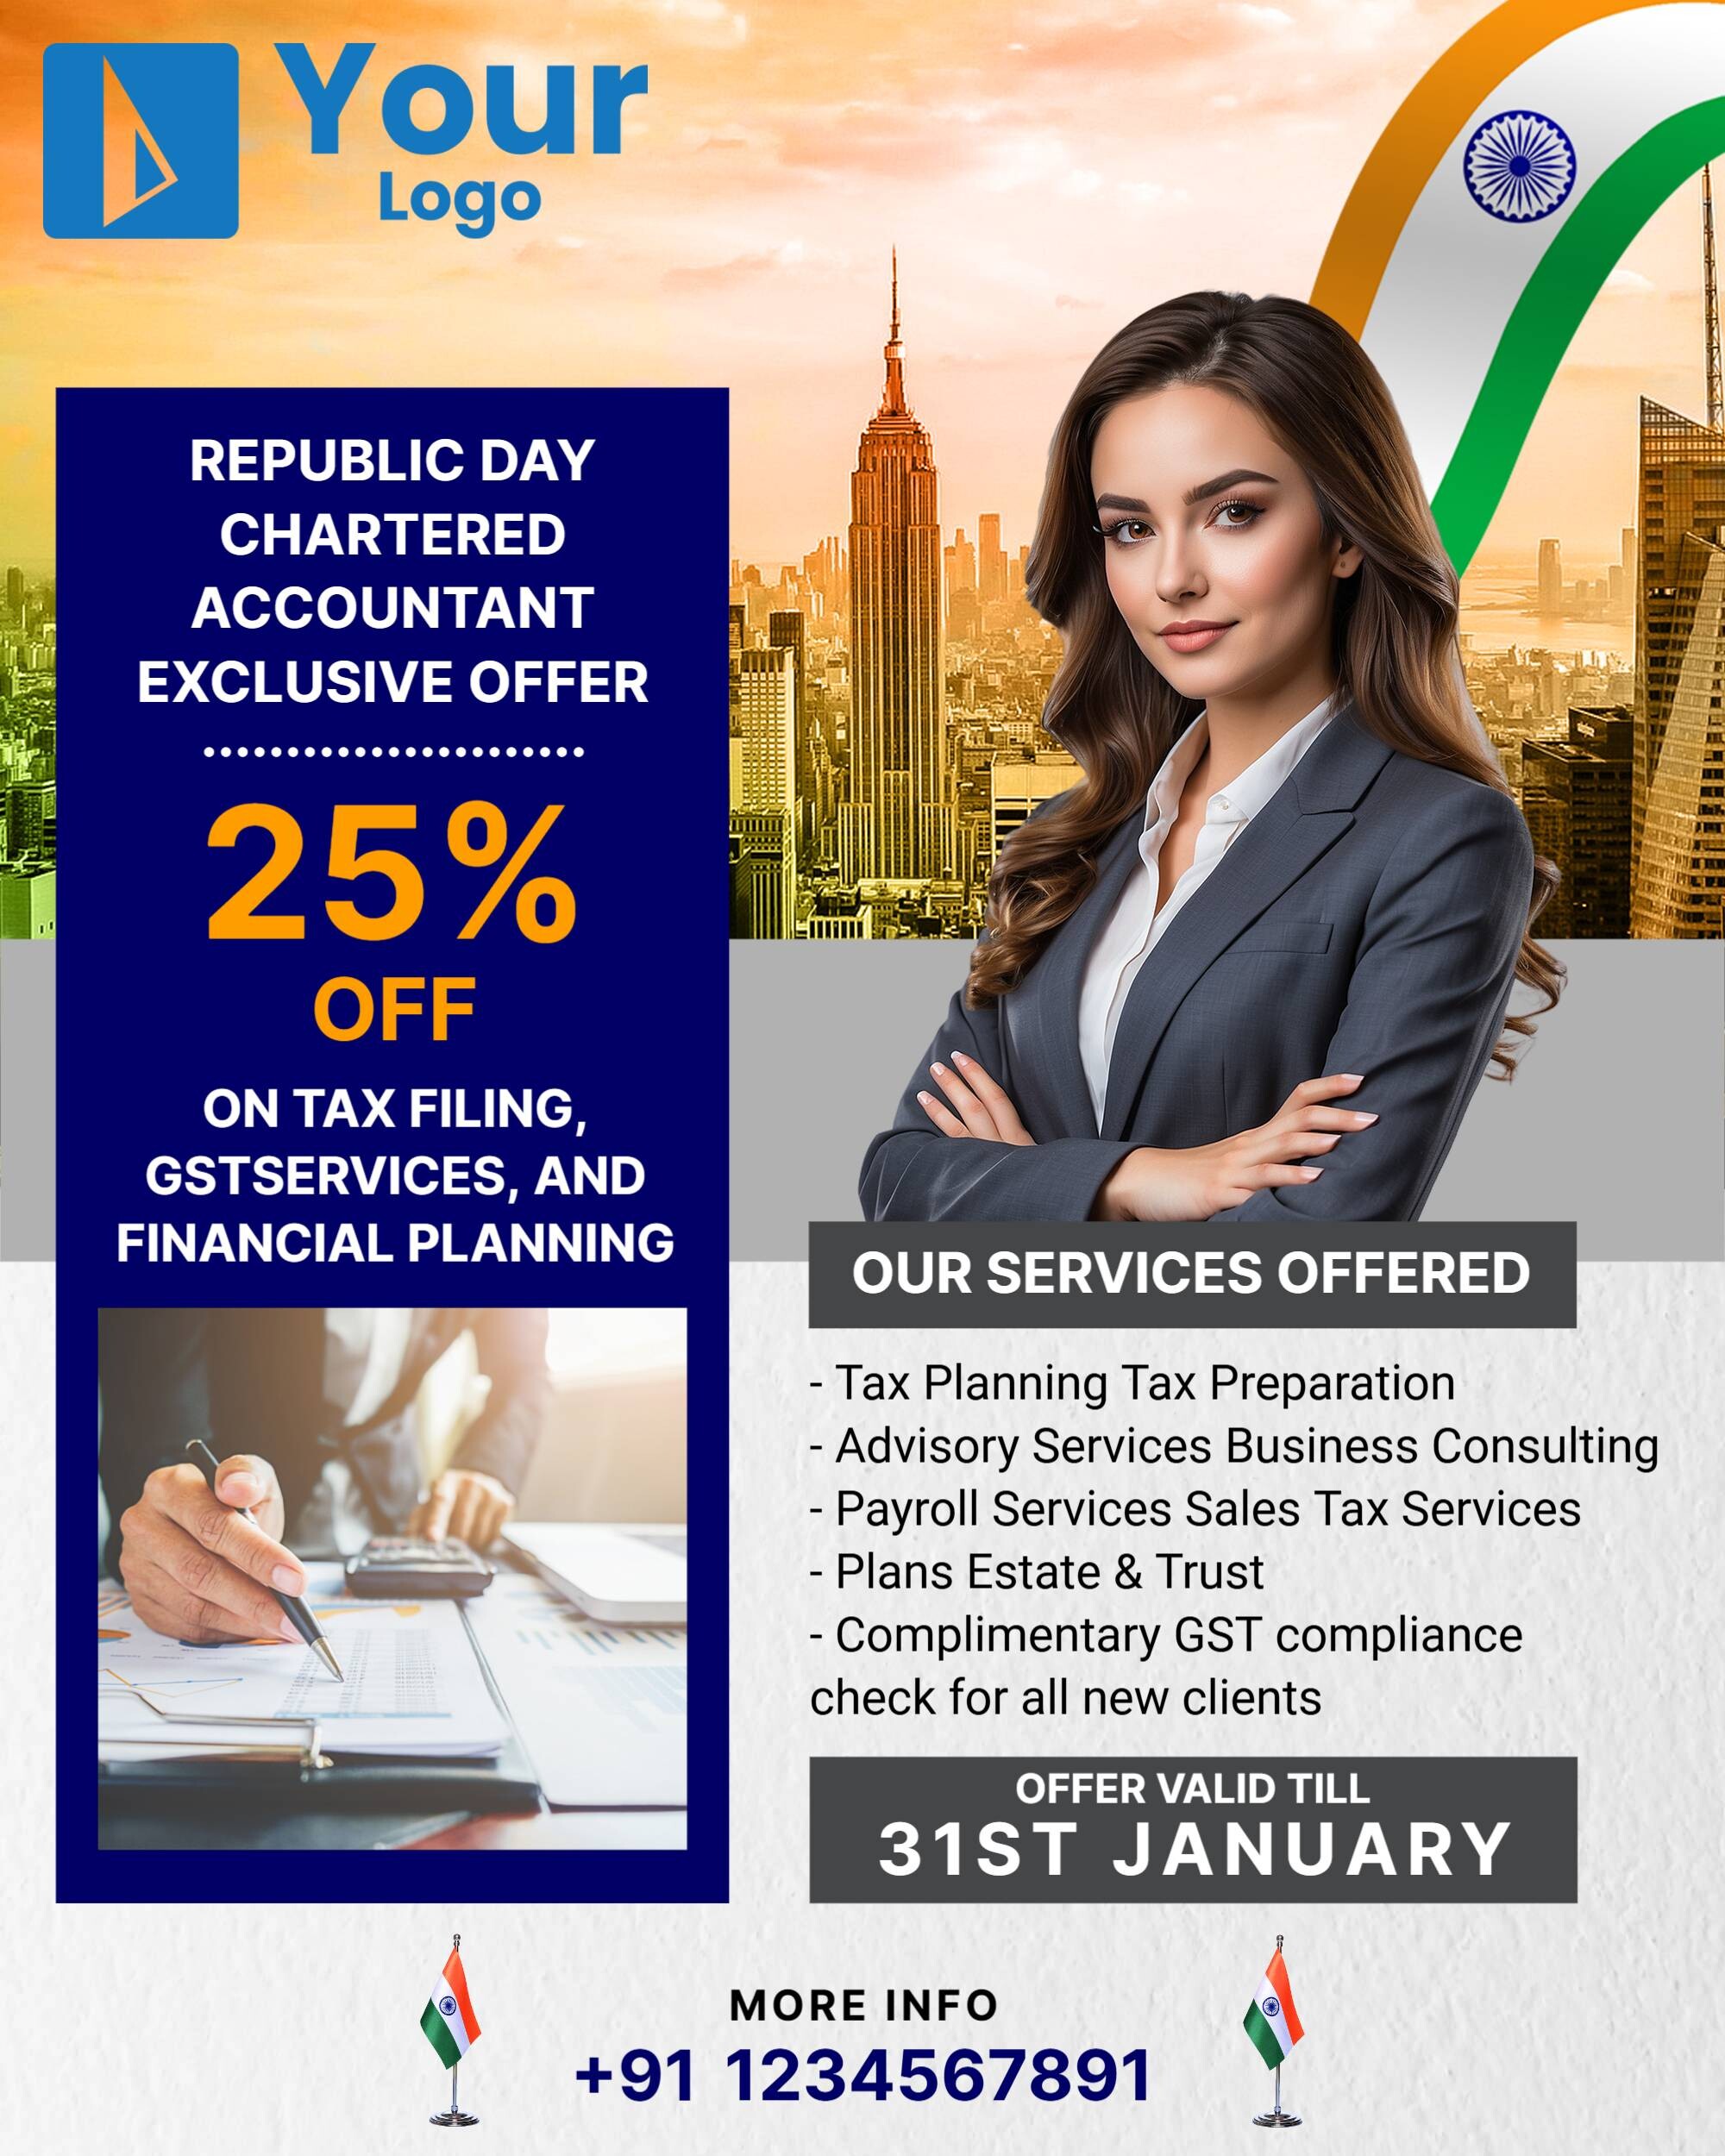 Your
Logo
REPUBLIC DAY
CHARTERED
ACCOUNTANT
EXCLUSIVE OFFER
25%
OFF
ON TAX FILING,
GSTSERVICES, AND
FINANCIAL PLANNING
OUR SERVICES OFFERED
- Tax Planning Tax Preparation
- Advisory Services Business Consulting
- Payroll Services Sales Tax Services
- Plans Estate & Trust
- Complimentary GST compliance
check for all new clients
OFFER VALID TILL
31ST JANUARY
MORE INFO
+91 1234567891